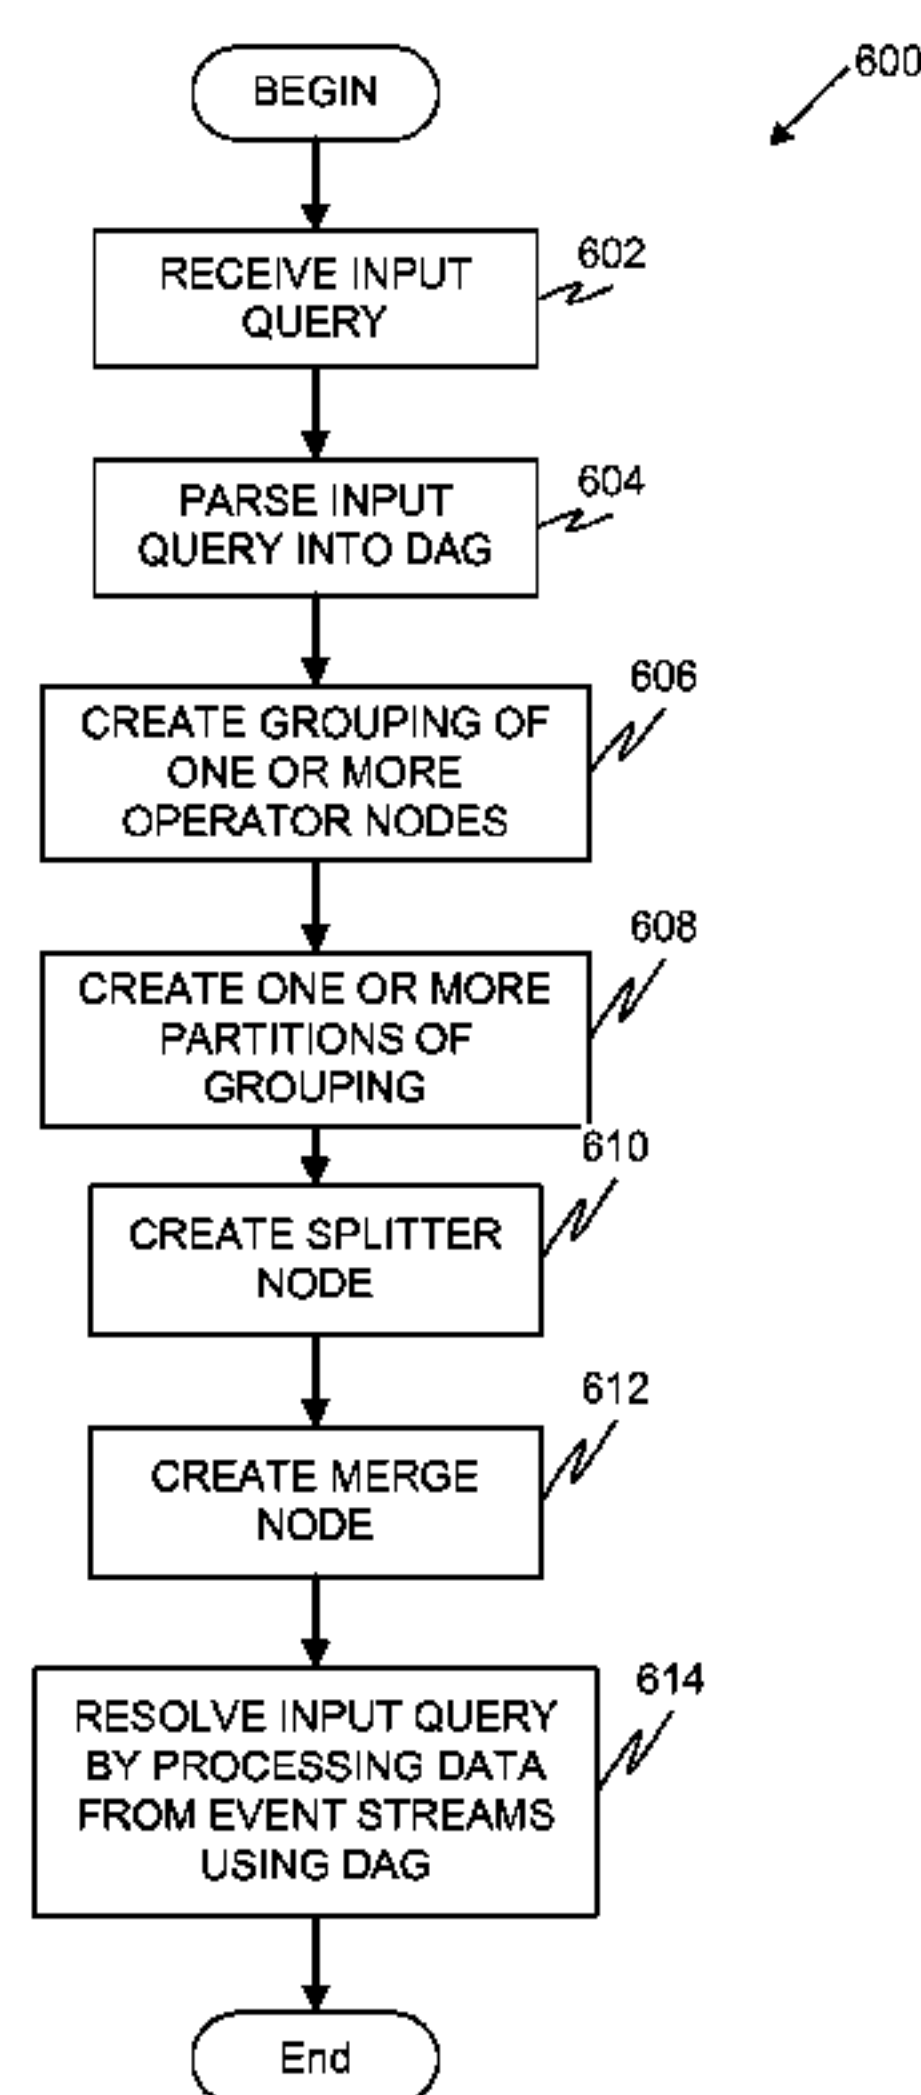 BEGIN
600
RECEIVE INPUT
QUERY
602
PARSE INPUT
QUERY INTO DAG
604
CREATE GROUPING OF
ONE OR MORE
OPERATOR NODES
606
CREATE ONE OR MORE
PARTITIONS OF
GROUPING
608
CREATE SPLITTER
NODE
610
CREATE MERGE
NODE
612
RESOLVE INPUT QUERY
BY PROCESSING DATA
FROM EVENT STREAMS
USING DAG
614
End